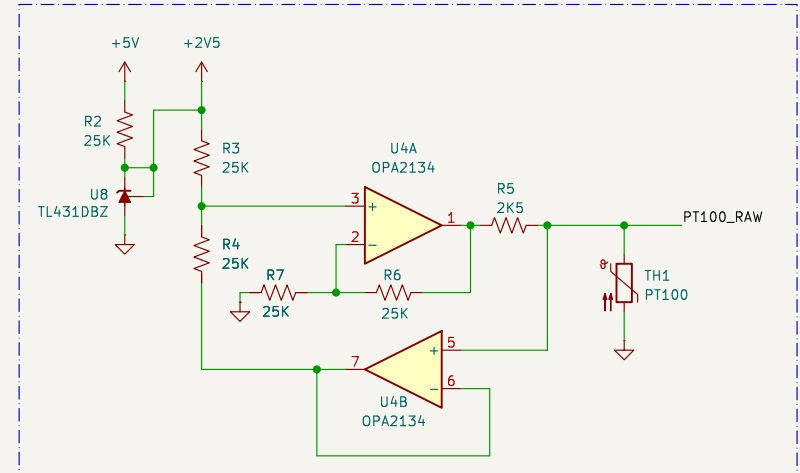 +5V
+2V5
R2
25K
R3
25K
U4A
OPA2134
3
+
2
−
1
R5
2K5
PT100_RAW
U8
TL431DBZ
R4
25K
R7
25K
R6
25K
ϑ
TH1
PT100
5
+
7
6
−
U4B
OPA2134